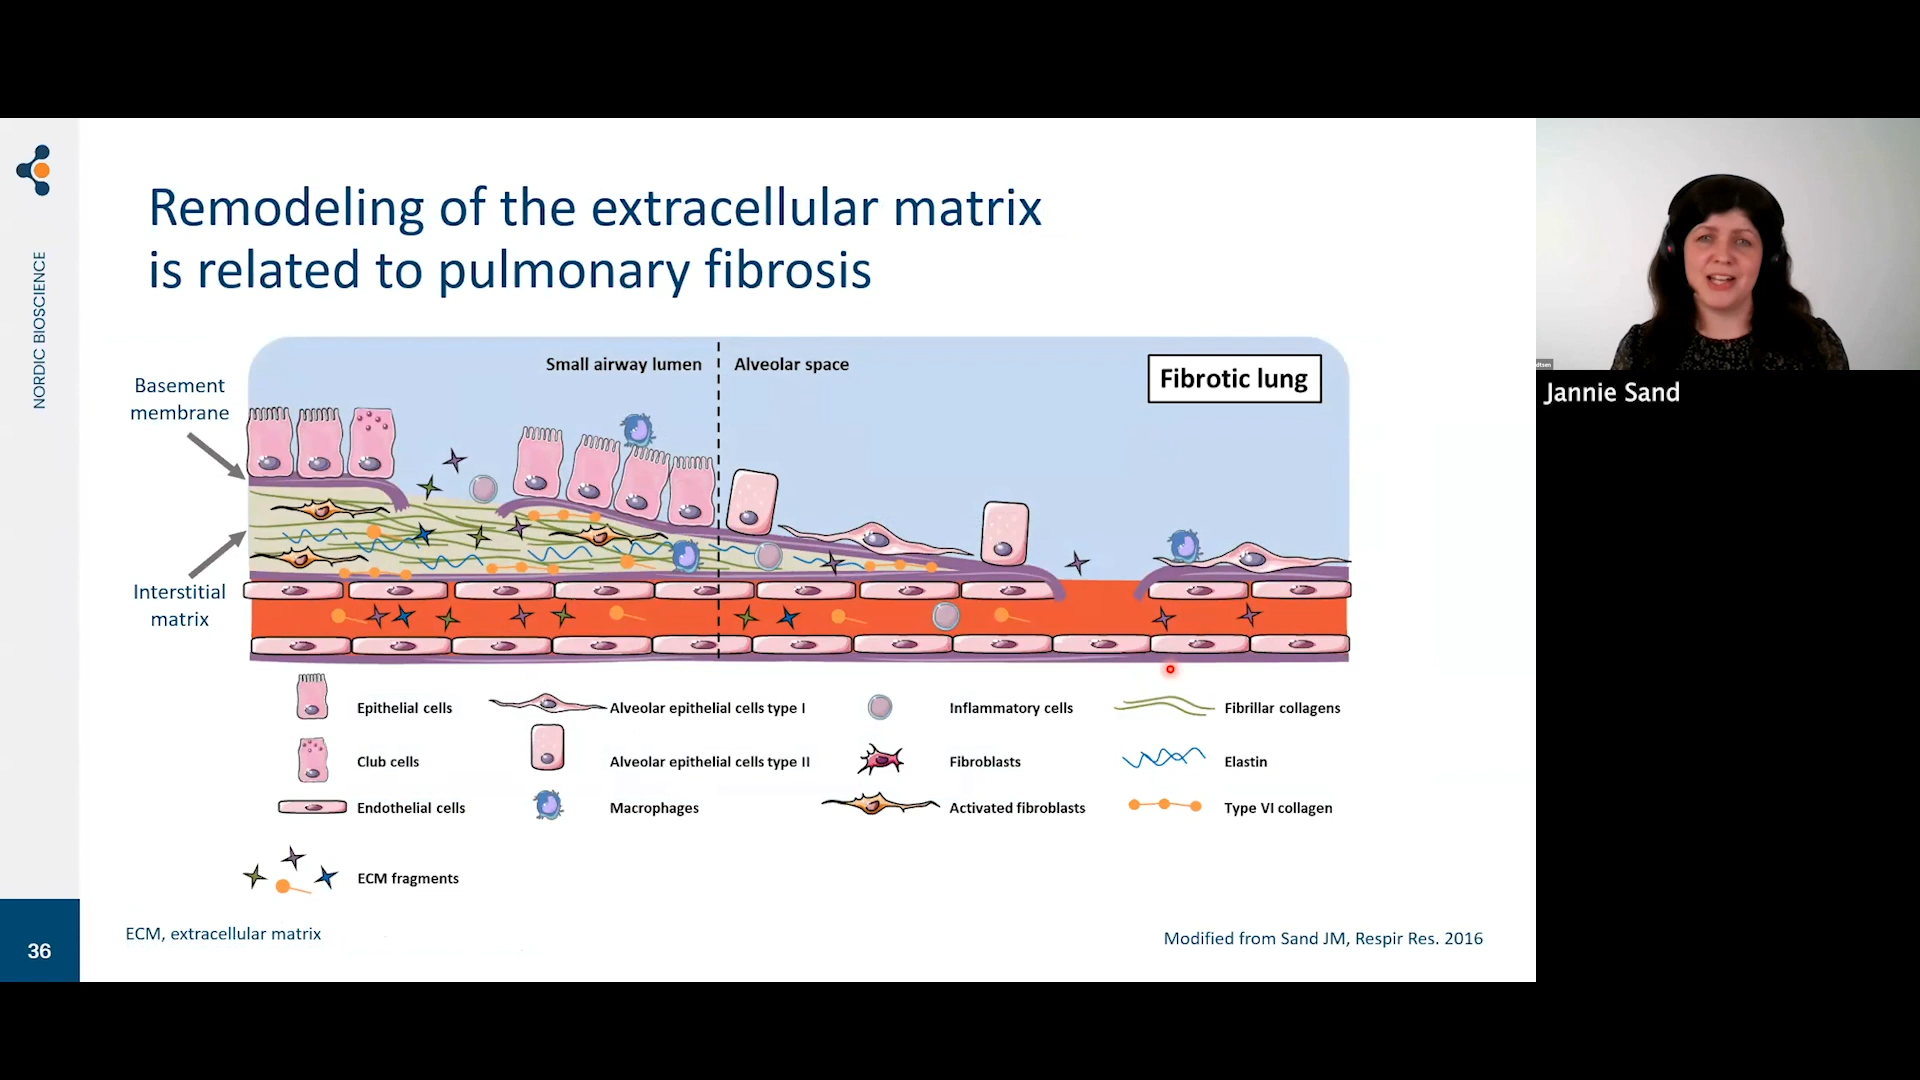 NORDIC BIOSCIENCE
Remodeling of the extracellular matrix
is related to pulmonary fibrosis
Small airway lumen
Alveolar space
Fibrotic lung
Basement
membrane
Interstitial
matrix
Epithelial cells
Alveolar epithelial cells type I
Inflammatory cells
Fibrillar collagens
Club cells
Alveolar epithelial cells type II
Fibroblasts
Elastin
Endothelial cells
Macrophages
Activated fibroblasts
Type VI collagen
ECM fragments
ECM, extracellular matrix
Modified from Sand JM, Respir Res. 2016
36
Jannie Sand